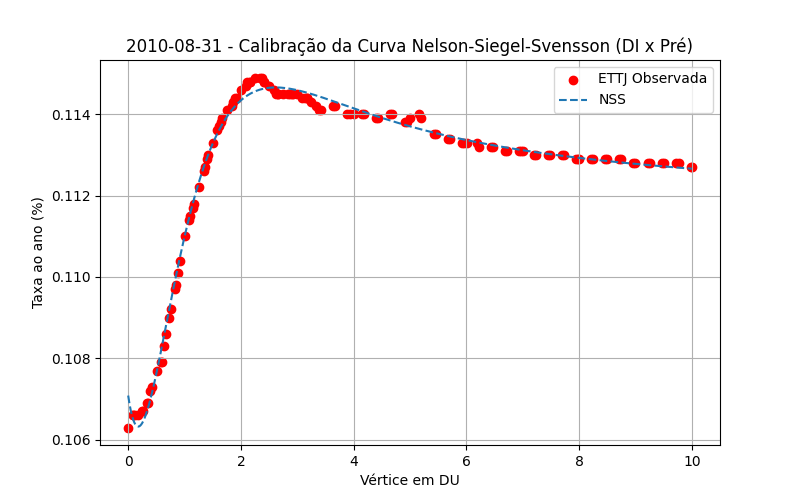 2010-08-31 - Calibração da Curva Nelson-Siegel-Svensson (DI x Pré)
ETTJ Observada
NSS
Taxa ao ano (%)
0.114
0.112
0.110
0.108
0.106
0 2 4 6 8 10
Vértice em DU